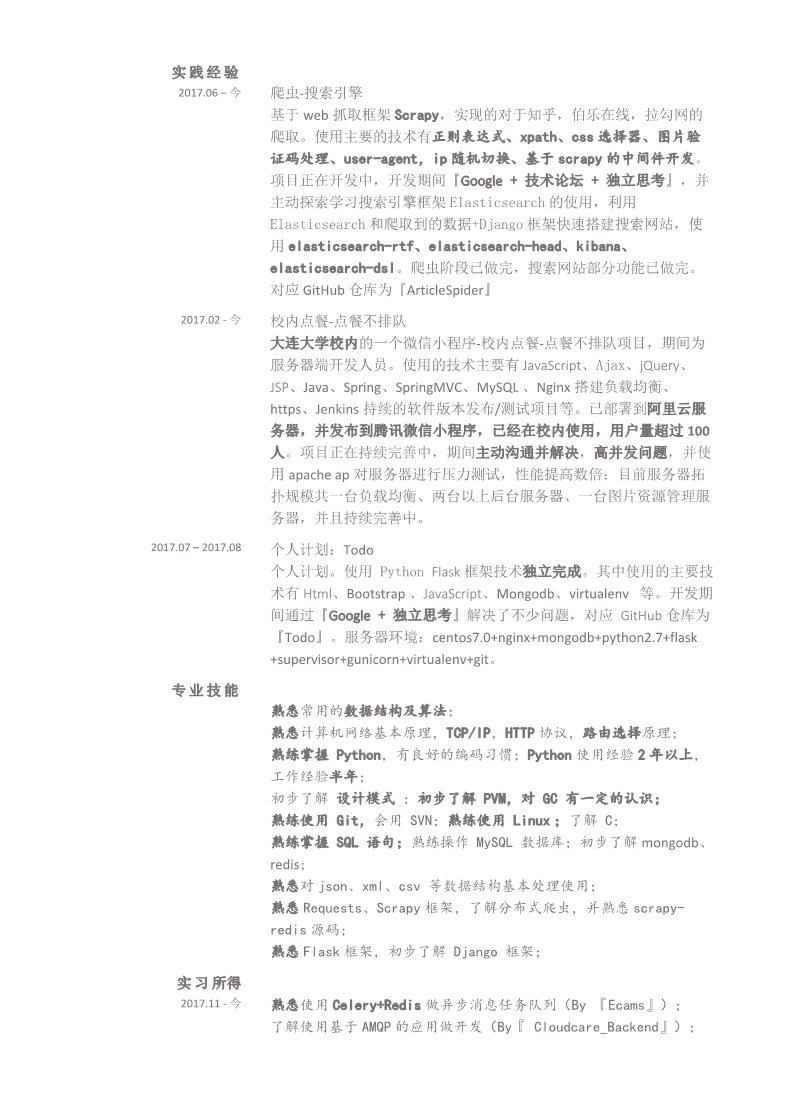 实践经验
2017.06 – 今
爬虫-搜索引擎
基于 web 抓取框架 Scrapy，实现的对于知乎，伯乐在线，拉勾网的
爬取。使用主要的技术有正则表达式、xpath、css 选择器、图片验
证码处理、user-agent，ip 随机切换、基于 scrapy 的中间件开发。
项目正在开发中，开发期间『Google + 技术论坛 + 独立思考』，并
主动探索学习搜索引擎框架 Elasticsearch 的使用，利用
Elasticsearch 和爬取到的数据+Django 框架快速搭建搜索网站，使
用 elasticsearch-rtf、elasticsearch-head、kibana、
elasticsearch-dsl。爬虫阶段已做完，搜索网站部分功能已做完。
对应 GitHub 仓库为『ArticleSpider』
2017.02 - 今
校内点餐-点餐不排队
大连大学校内的一个微信小程序-校内点餐-点餐不排队项目，期间为
服务器端开发人员。使用的技术主要有 JavaScript、Ajax、jQuery、
JSP、Java、Spring、SpringMVC、MySQL 、Nginx 搭建负载均衡、
https、Jenkins 持续的软件版本发布/测试项目等。已部署到阿里云服
务器，并发布到腾讯微信小程序，已经在校内使用，用户量超过 100
人。项目正在持续完善中，期间主动沟通并解决，高并发问题，并使
用 apache ap 对服务器进行压力测试，性能提高数倍；目前服务器拓
扑规模共一台负载均衡、两台以上后台服务器、一台图片资源管理服
务器，并且持续完善中。
2017.07 – 2017.08
个人计划：Todo
个人计划。使用 Python Flask 框架技术独立完成。其中使用的主要技
术有 Html、Bootstrap 、JavaScript、Mongodb、virtualenv 等。开发期
间通过『Google + 独立思考』解决了不少问题，对应 GitHub 仓库为
『Todo』。服务器环境：centos7.0+nginx+mongodb+python2.7+flask
+supervisor+gunicorn+virtualenv+git。
专业技能
熟悉常用的数据结构及算法；
熟悉计算机网络基本原理，TCP/IP，HTTP 协议，路由选择原理；
熟练掌握 Python，有良好的编码习惯；Python 使用经验 2 年以上，
工作经验半年；
初步了解 设计模式 ；初步了解 PVM，对 GC 有一定的认识；
熟练使用 Git，会用 SVN；熟练使用 Linux；了解 C；
熟练掌握 SQL 语句；熟练操作 MySQL 数据库；初步了解 mongodb、
redis；
熟悉对 json、xml、csv 等数据结构基本处理使用；
熟悉 Requests、Scrapy 框架，了解分布式爬虫，并熟悉 scrapy-
redis 源码；
熟悉 Flask 框架，初步了解 Django 框架；
实习所得
2017.11 - 今
熟悉使用 Celery+Redis 做异步消息任务队列（By 『Ecams』）；
了解使用基于 AMQP 的应用做开发（By『 Cloudcare_Backend』）；